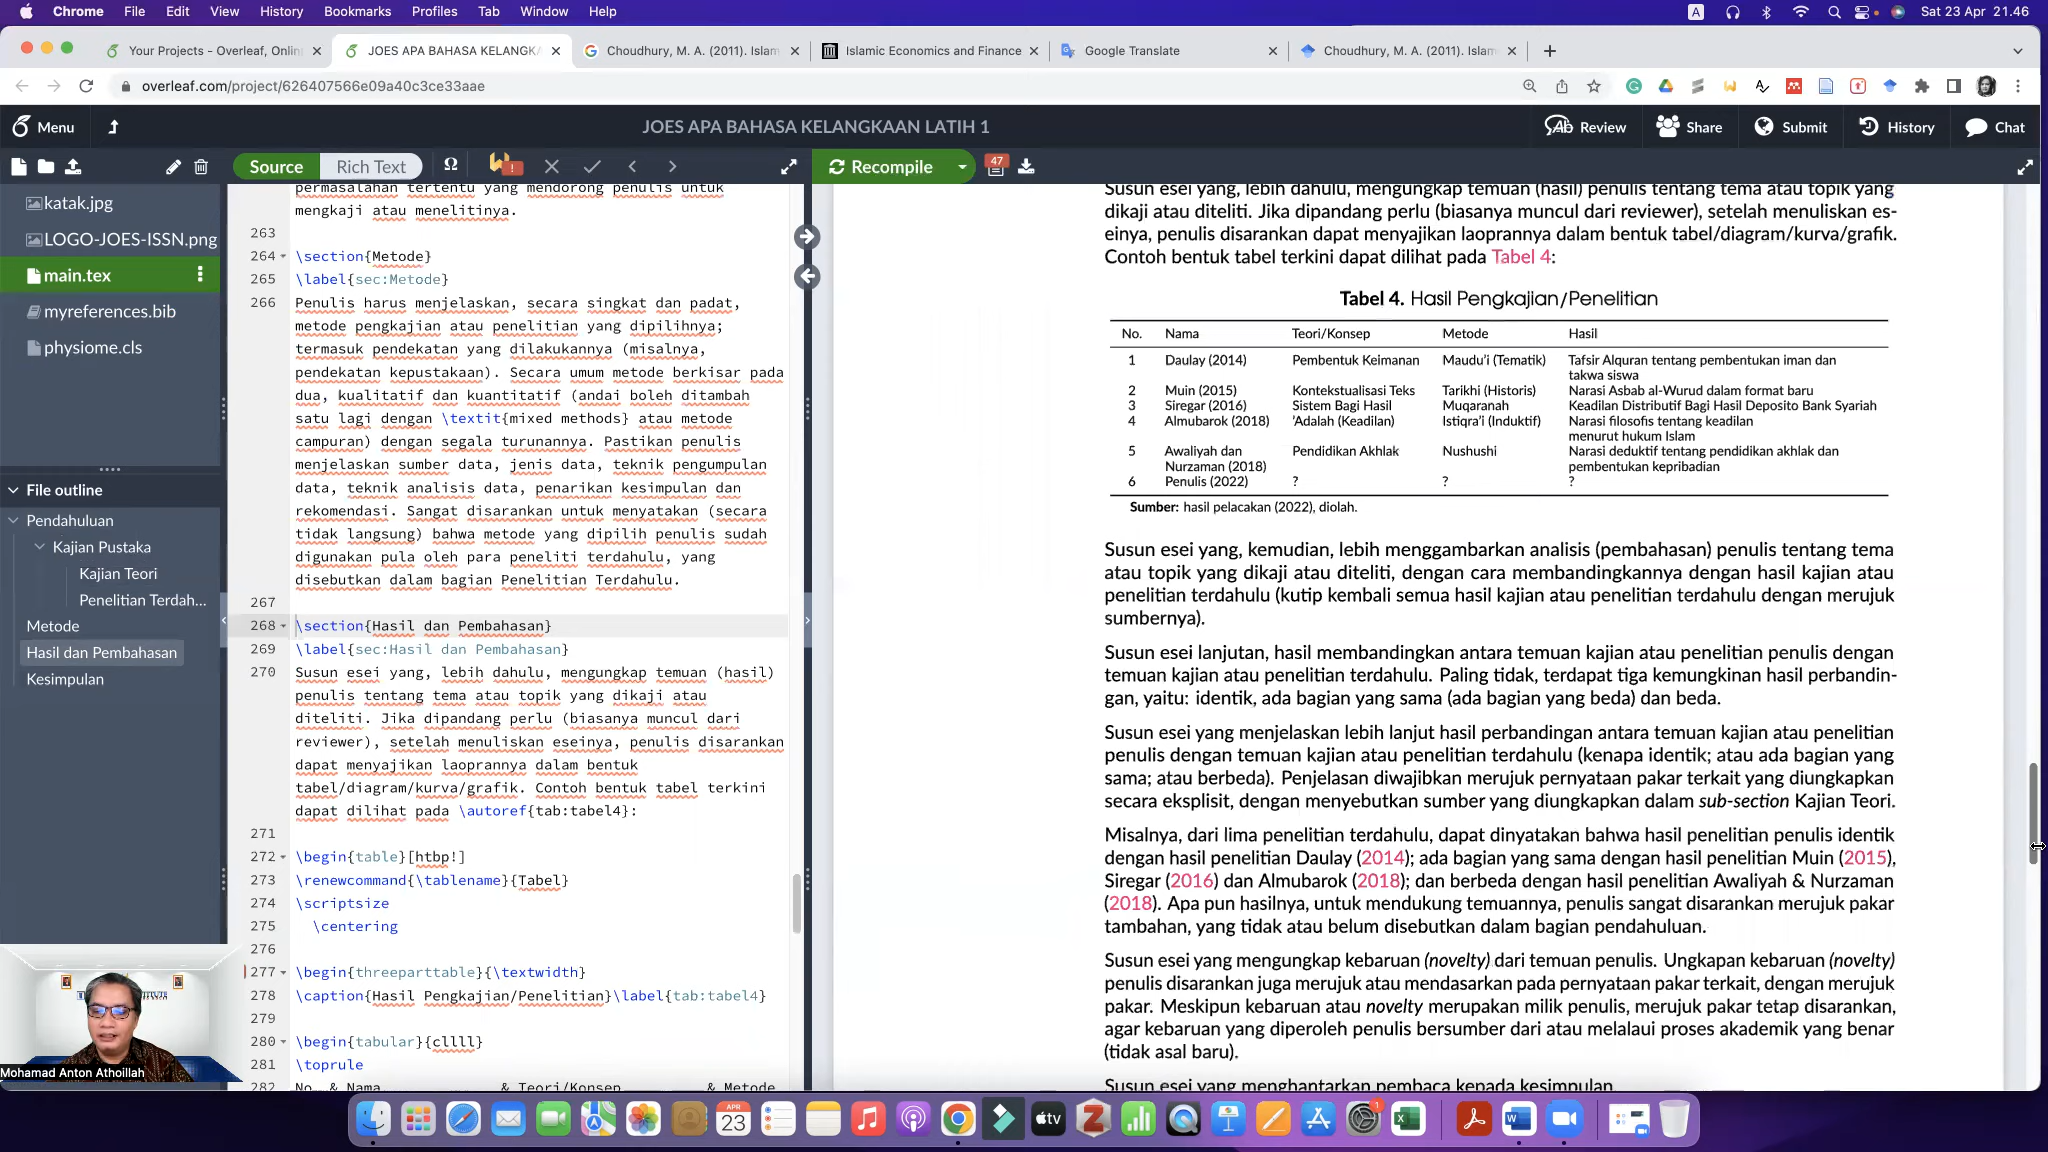 Chrome File Edit View History Bookmarks Profiles Tab Window Help
A
Sat 23 Apr 21.46
Your Projects - Overleaf, Onlin
JOES APA BAHASA KELANGKA
Choudhury, M. A. (2011). Islam
Islamic Economics and Finance
Google Translate
Choudhury, M. A. (2011). Islam
overleaf.com/project/626407566e09a40c3ce33aae
Menu
JOES APA BAHASA KELANGKAAN LATIH 1
Review Share Submit History Chat
Source Rich Text Ω
Recompile 47
katak.jpg
LOGO-JOES-ISSN.png
main.tex
myreferences.bib
physiome.cls
File outline
Pendahuluan
Kajian Pustaka
Kajian Teori
Penelitian Terdah...
Metode
Hasil dan Pembahasan
Kesimpulan
permasalahan tertentu yang mendorong penulis untuk
mengkaji atau menelitinya.
263
264 \section{Metode}
265 \label{sec:Metode}
266 Penulis harus menjelaskan, secara singkat dan padat,
metode pengkajian atau penelitian yang dipilihnya;
termasuk pendekatan yang dilakukannya (misalnya,
pendekatan kepustakaan). Secara umum metode berkisar pada
dua, kualitatif dan kuantitatif (andai boleh ditambah
satu lagi dengan \textit{mixed methods} atau metode
campuran) dengan segala turunannya. Pastikan penulis
menjelaskan sumber data, jenis data, teknik pengumpulan
data, teknik analisis data, penarikan kesimpulan dan
rekomendasi. Sangat disarankan untuk menyatakan (secara
tidak langsung) bahwa metode yang dipilih penulis sudah
digunakan pula oleh para peneliti terdahulu, yang
disebutkan dalam bagian Penelitian Terdahulu.
267
268 \section{Hasil dan Pembahasan}
269 \label{sec:Hasil dan Pembahasan}
270 Susun esei yang, lebih dahulu, mengungkap temuan (hasil)
penulis tentang tema atau topik yang dikaji atau
diteliti. Jika dipandang perlu (biasanya muncul dari
reviewer), setelah menuliskan eseinya, penulis disarankan
dapat menyajikan laoprannya dalam bentuk
tabel/diagram/kurva/grafik. Contoh bentuk tabel terkini
dapat dilihat pada \autoref{tab:tabel4}:
271
272 \begin{table}[htbp!]
273 \renewcommand{\tablename}{Tabel}
274 \scriptsize
275 \centering
276
277 \begin{threeparttable}{\textwidth}
278 \caption{Hasil Pengkajian/Penelitian}\label{tab:tabel4}
279
280 \begin{tabular}{cllll}
281 \toprule
282 No. & Nama & Teori/Konsep & Metode
Susun esei yang, lebih dahulu, mengungkap temuan (hasil) penulis tentang tema atau topik yang
dikaji atau diteliti. Jika dipandang perlu (biasanya muncul dari reviewer), setelah menuliskan es-
einya, penulis disarankan dapat menyajikan laoprannya dalam bentuk tabel/diagram/kurva/grafik.
Contoh bentuk tabel terkini dapat dilihat pada Tabel 4:
Tabel 4. Hasil Pengkajian/Penelitian
No. Nama Teori/Konsep Metode Hasil
1 Daulay (2014) Pembentuk Keimanan Maudu'i (Tematik) Tafsir Alquran tentang pembentukan iman dan
takwa siswa
2 Muin (2015) Kontekstualisasi Teks Tarikhi (Historis) Narasi Asbab al-Wurud dalam format baru
3 Siregar (2016) Sistem Bagi Hasil Muqaranah Keadilan Distributif Bagi Hasil Deposito Bank Syariah
4 Almubarok (2018) 'Adalah (Keadilan) Istiqra'i (Induktif) Narasi filosofis tentang keadilan
menurut hukum Islam
5 Awaliyah dan Pendidikan Akhlak Nushushi Narasi deduktif tentang pendidikan akhlak dan
Nurzaman (2018) pembentukan kepribadian
6 Penulis (2022) ? ? ?
Sumber: hasil pelacakan (2022), diolah.
Susun esei yang, kemudian, lebih menggambarkan analisis (pembahasan) penulis tentang tema
atau topik yang dikaji atau diteliti, dengan cara membandingkannya dengan hasil kajian atau
penelitian terdahulu (kutip kembali semua hasil kajian atau penelitian terdahulu dengan merujuk
sumbernya).
Susun esei lanjutan, hasil membandingkan antara temuan kajian atau penelitian penulis dengan
temuan kajian atau penelitian terdahulu. Paling tidak, terdapat tiga kemungkinan hasil perbandin-
gan, yaitu: identik, ada bagian yang sama (ada bagian yang beda) dan beda.
Susun esei yang menjelaskan lebih lanjut hasil perbandingan antara temuan kajian atau penelitian
penulis dengan temuan kajian atau penelitian terdahulu (kenapa identik; atau ada bagian yang
sama; atau berbeda). Penjelasan diwajibkan merujuk pernyataan pakar terkait yang diungkapkan
secara eksplisit, dengan menyebutkan sumber yang diungkapkan dalam sub-section Kajian Teori.
Misalnya, dari lima penelitian terdahulu, dapat dinyatakan bahwa hasil penelitian penulis identik
dengan hasil penelitian Daulay (2014); ada bagian yang sama dengan hasil penelitian Muin (2015),
Siregar (2016) dan Almubarok (2018); dan berbeda dengan hasil penelitian Awaliyah & Nurzaman
(2018). Apa pun hasilnya, untuk mendukung temuannya, penulis sangat disarankan merujuk pakar
tambahan, yang tidak atau belum disebutkan dalam bagian pendahuluan.
Susun esei yang mengungkap kebaruan (novelty) dari temuan penulis. Ungkapan kebaruan (novelty)
penulis disarankan juga merujuk atau mendasarkan pada pernyataan pakar terkait, dengan merujuk
pakar. Meskipun kebaruan atau novelty merupakan milik penulis, merujuk pakar tetap disarankan,
agar kebaruan yang diperoleh penulis bersumber dari atau melalaui proses akademik yang benar
(tidak asal baru).
Susun esei yang menghantarkan pembaca kepada kesimpulan.
Mohamad Anton Athoillah
APR
23
tv